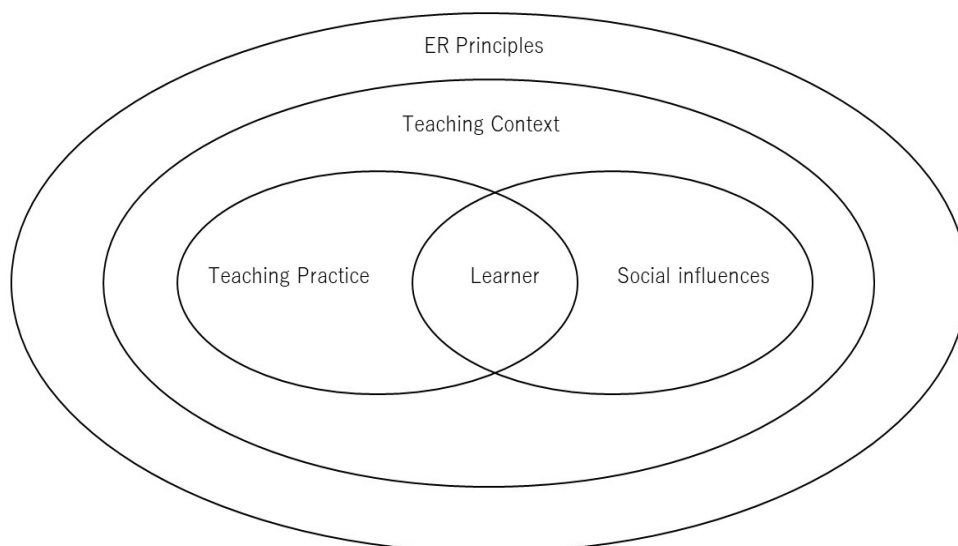 ER Principles
Teaching Context
Teaching Practice
Learner
Social influences